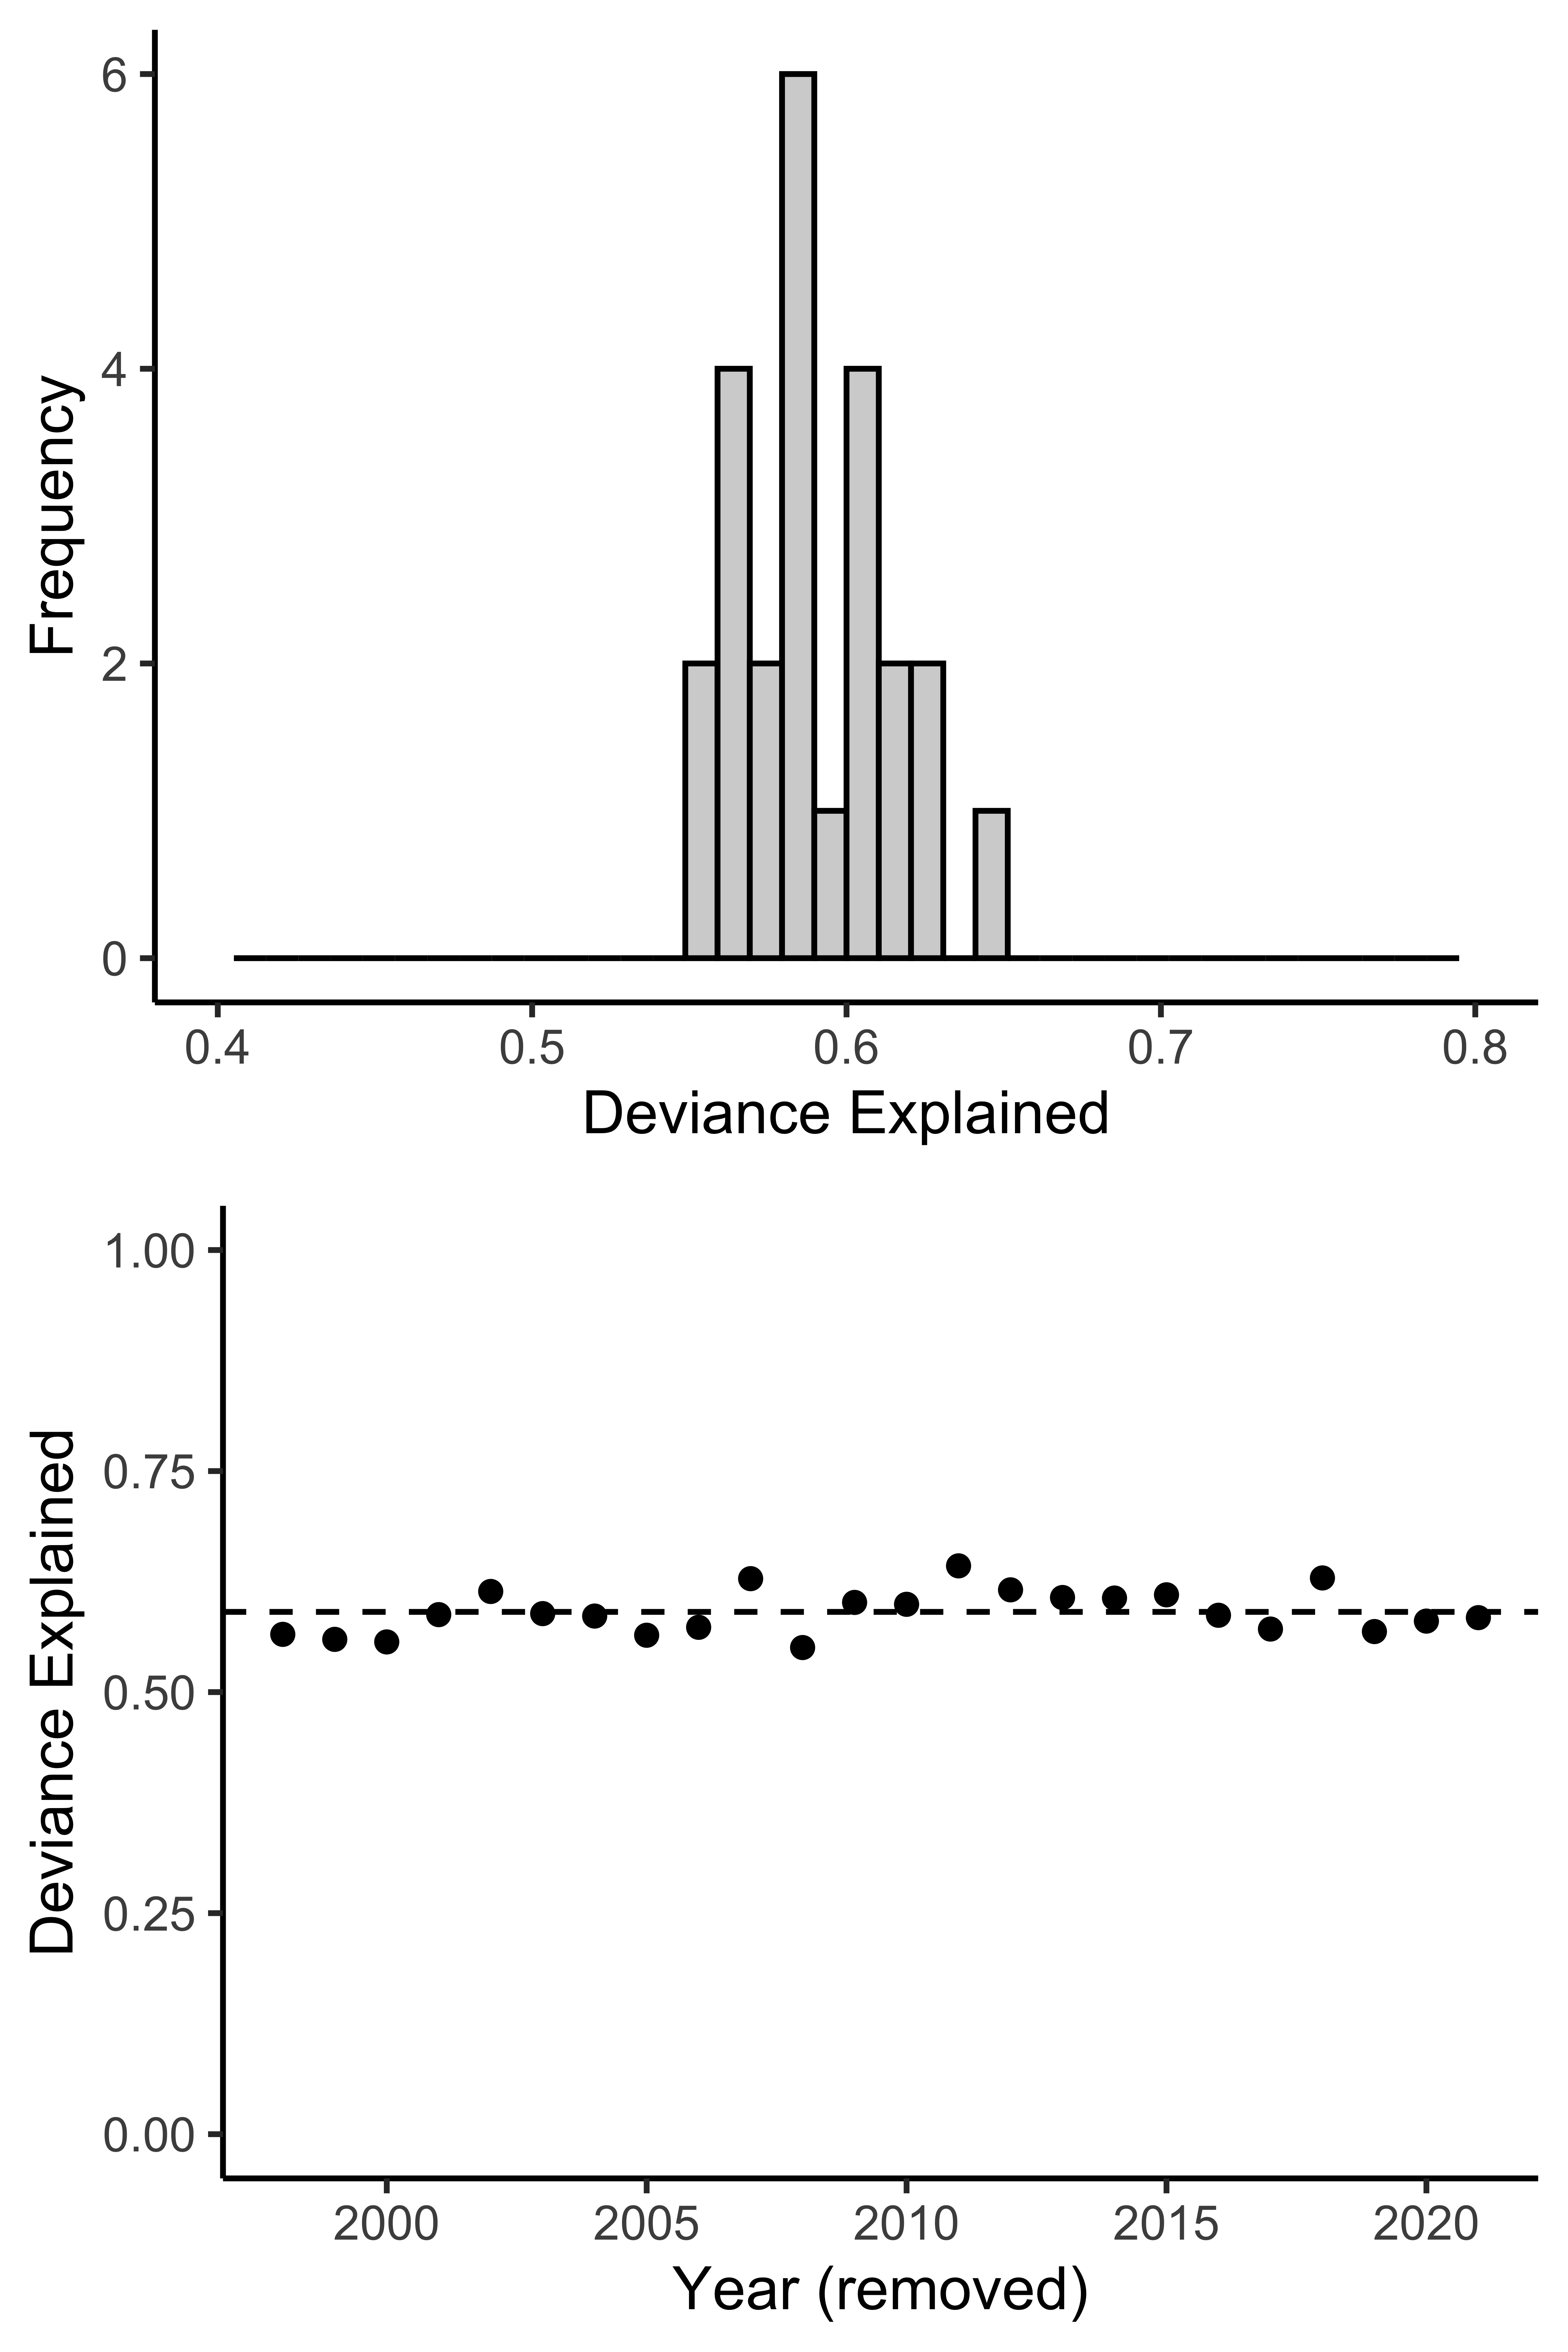 6
4
2
0
Frequency
0.4 0.5 0.6 0.7 0.8
Deviance Explained
1.00
0.75
0.50
0.25
0.00
Deviance Explained
2000 2005 2010 2015 2020
Year (removed)